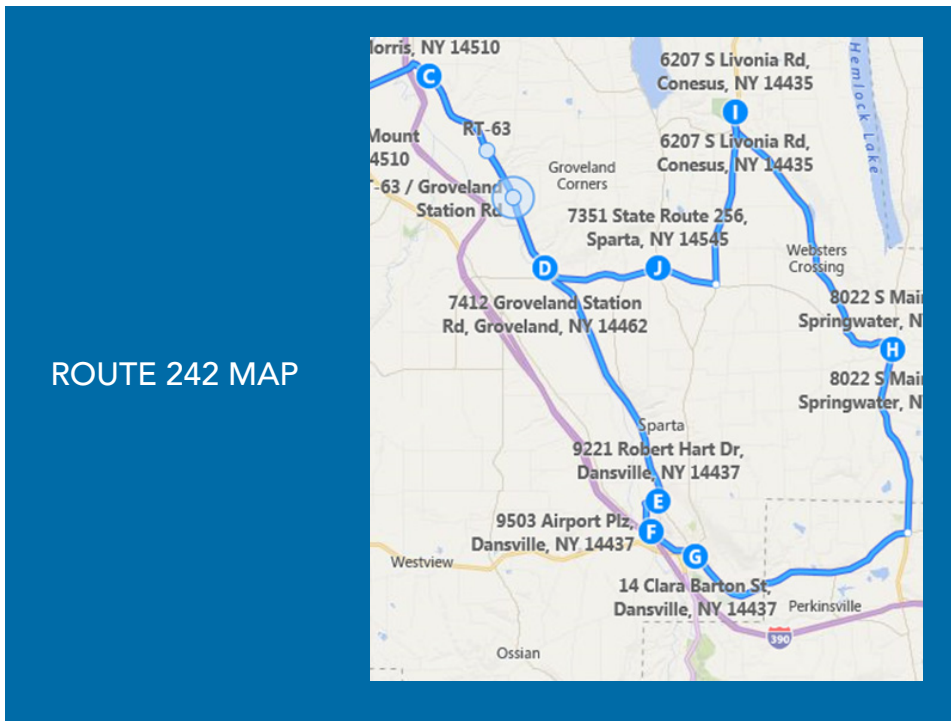 ROUTE 242 MAP
Morris, NY 14510
C
RT-63
Mount
4510
-63 / Groveland
Station Rd
Groveland
Corners
6207 S Livonia Rd,
Conesus, NY 14435
I
6207 S Livonia Rd,
Conesus, NY 14435
Hemlock Lake
7351 State Route 256,
Sparta, NY 14545
D
J
Websters
Crossing
7412 Groveland Station
Rd, Groveland, NY 14462
8022 S Mai
Springwater, N
H
8022 S Mai
Springwater, N
Sparta
9221 Robert Hart Dr,
Dansville, NY 14437
E
9503 Airport Plz,
Dansville, NY 14437
F
G
Westview
14 Clara Barton St,
Dansville, NY 14437
Perkinsville
390
Ossian